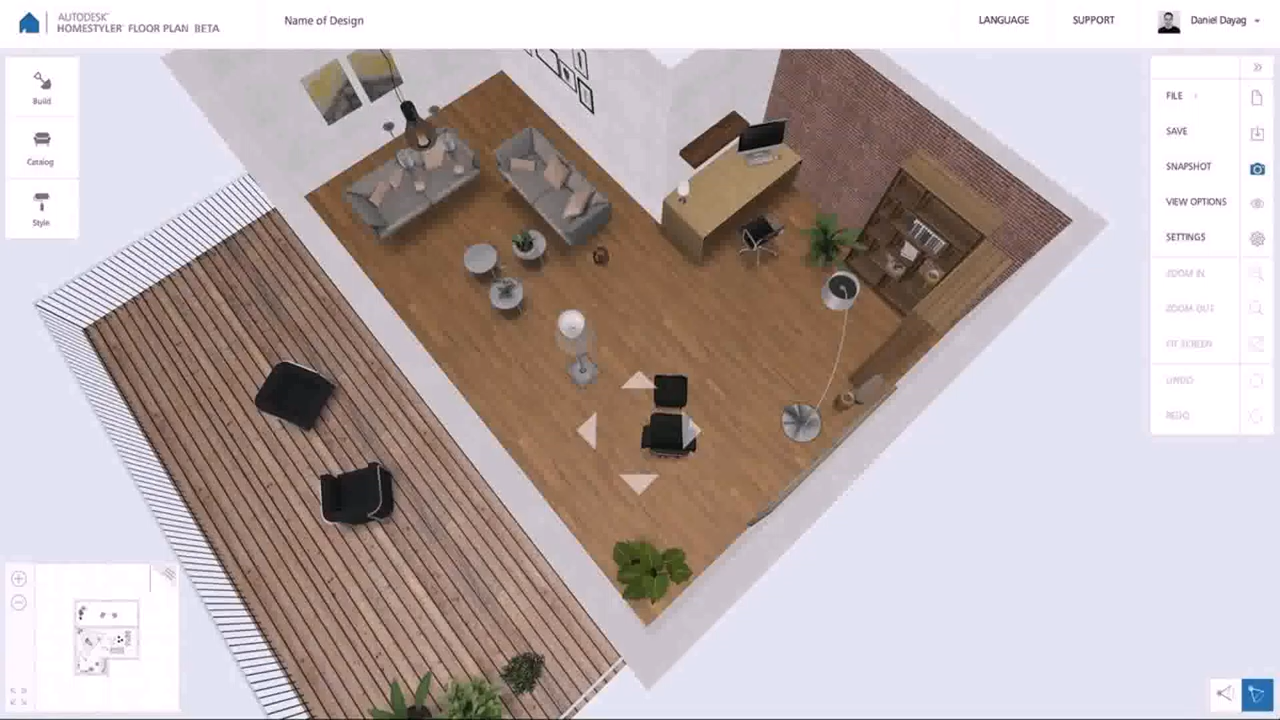 AUTODESK
HOMESTYLER FLOOR PLAN BETA
Name of Design
LANGUAGE
SUPPORT
Daniel Dayag
Build
Catalog
Style
FILE
SAVE
SNAPSHOT
VIEW OPTIONS
SETTINGS
ZOOM IN
ZOOM OUT
FIT SCREEN
UNDO
REDO